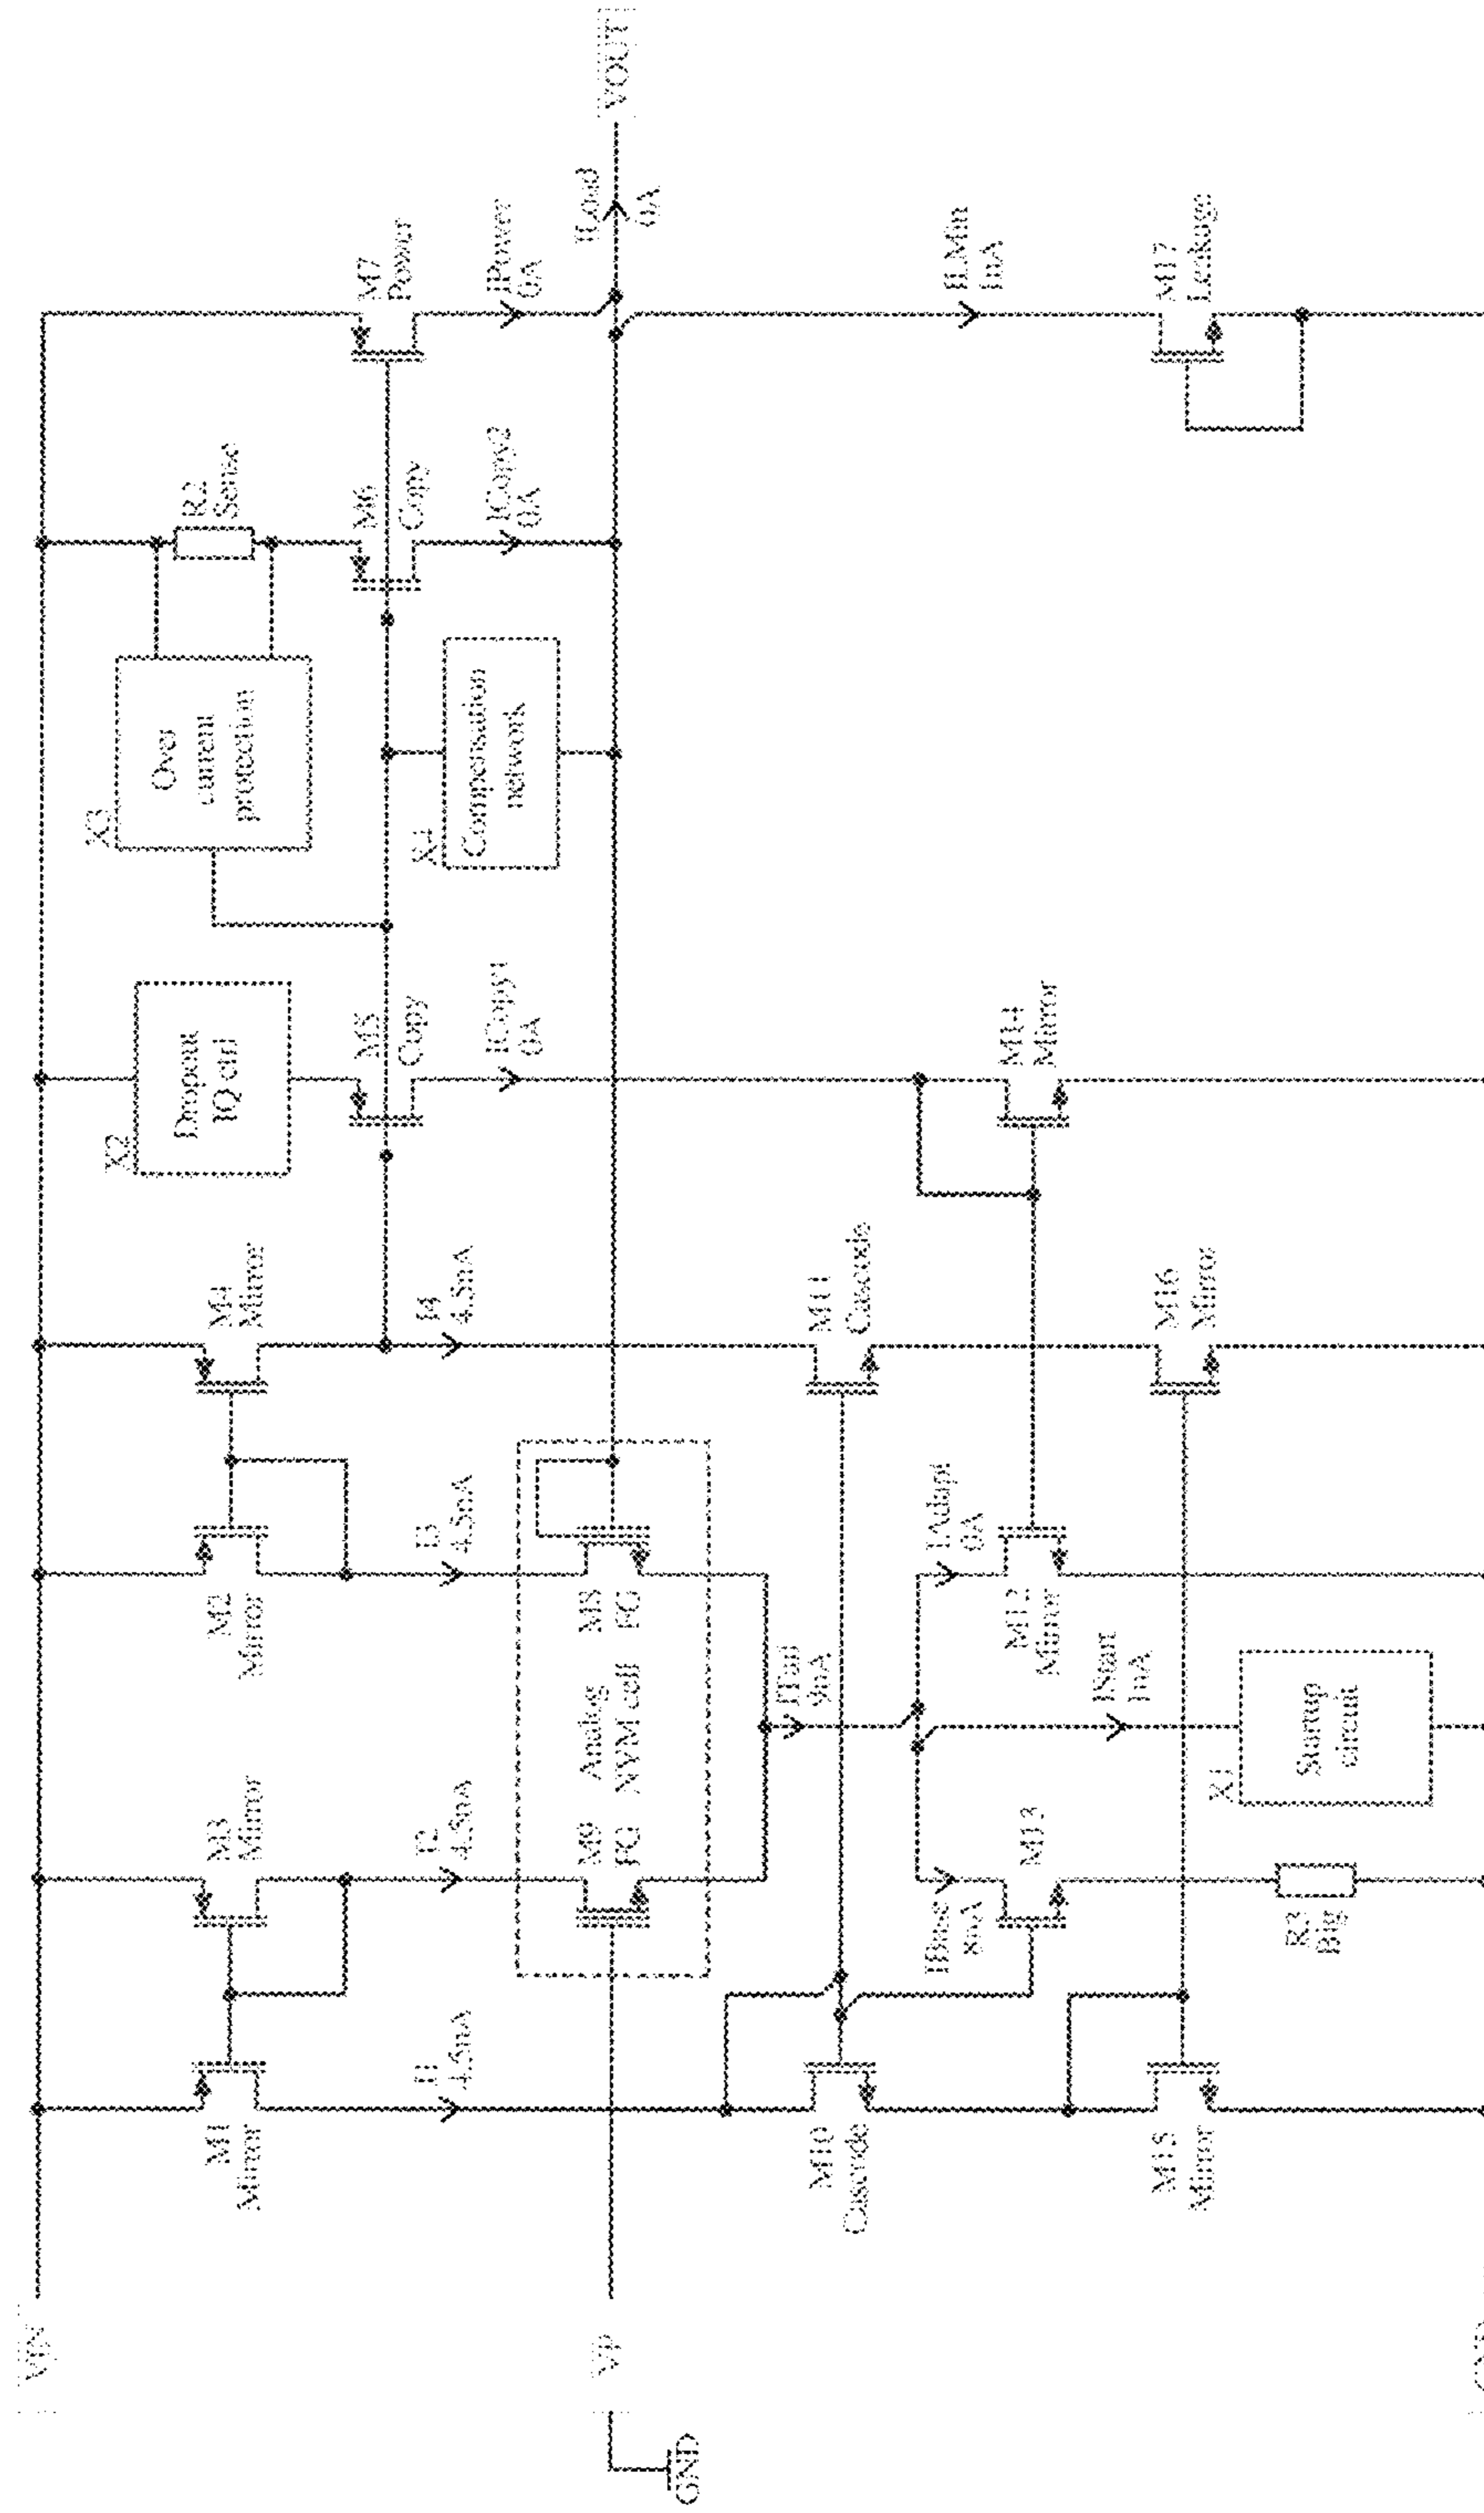 VIN
M1
Mirror
M3
Mirror
M2
Mirror
M4
Mirror
X2
Dropout
IQ ctrl
X3
Over
current
protection
R2
Sense
M5
Copy
M6
Copy
M7
Power
I1
4.5nA
I2
4.5nA
I3
4.5nA
I4
4.5nA
ICopy1
0A
X4
Compensation
network
ICopy2
0A
IPower
0A
VP
GND
M9
FG
Analog
NVM cell
M8
FG
ILoad
0A
VOUT
ITail
9nA
M10
Cascode
M11
Cascode
IBase
8nA
IAdapt
0A
ILMin
1nA
M13
M12
Mirror
M14
Mirror
IStart
1nA
M15
Mirror
M16
Mirror
M17
Leakage
R3
Big
X1
Startup
circuit